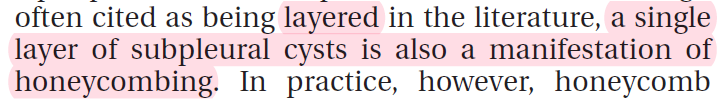 often cited as being layered in the literature, a single
layer of subpleural cysts is also a manifestation of
honeycombing. In practice, however, honeycomb